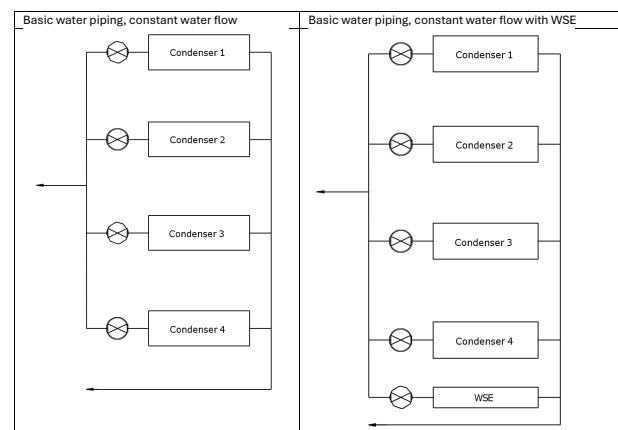 Basic water piping, constant water flow
Condenser 1
Condenser 2
Condenser 3
Condenser 4
Basic water piping, constant water flow with WSE
Condenser 1
Condenser 2
Condenser 3
Condenser 4
WSE